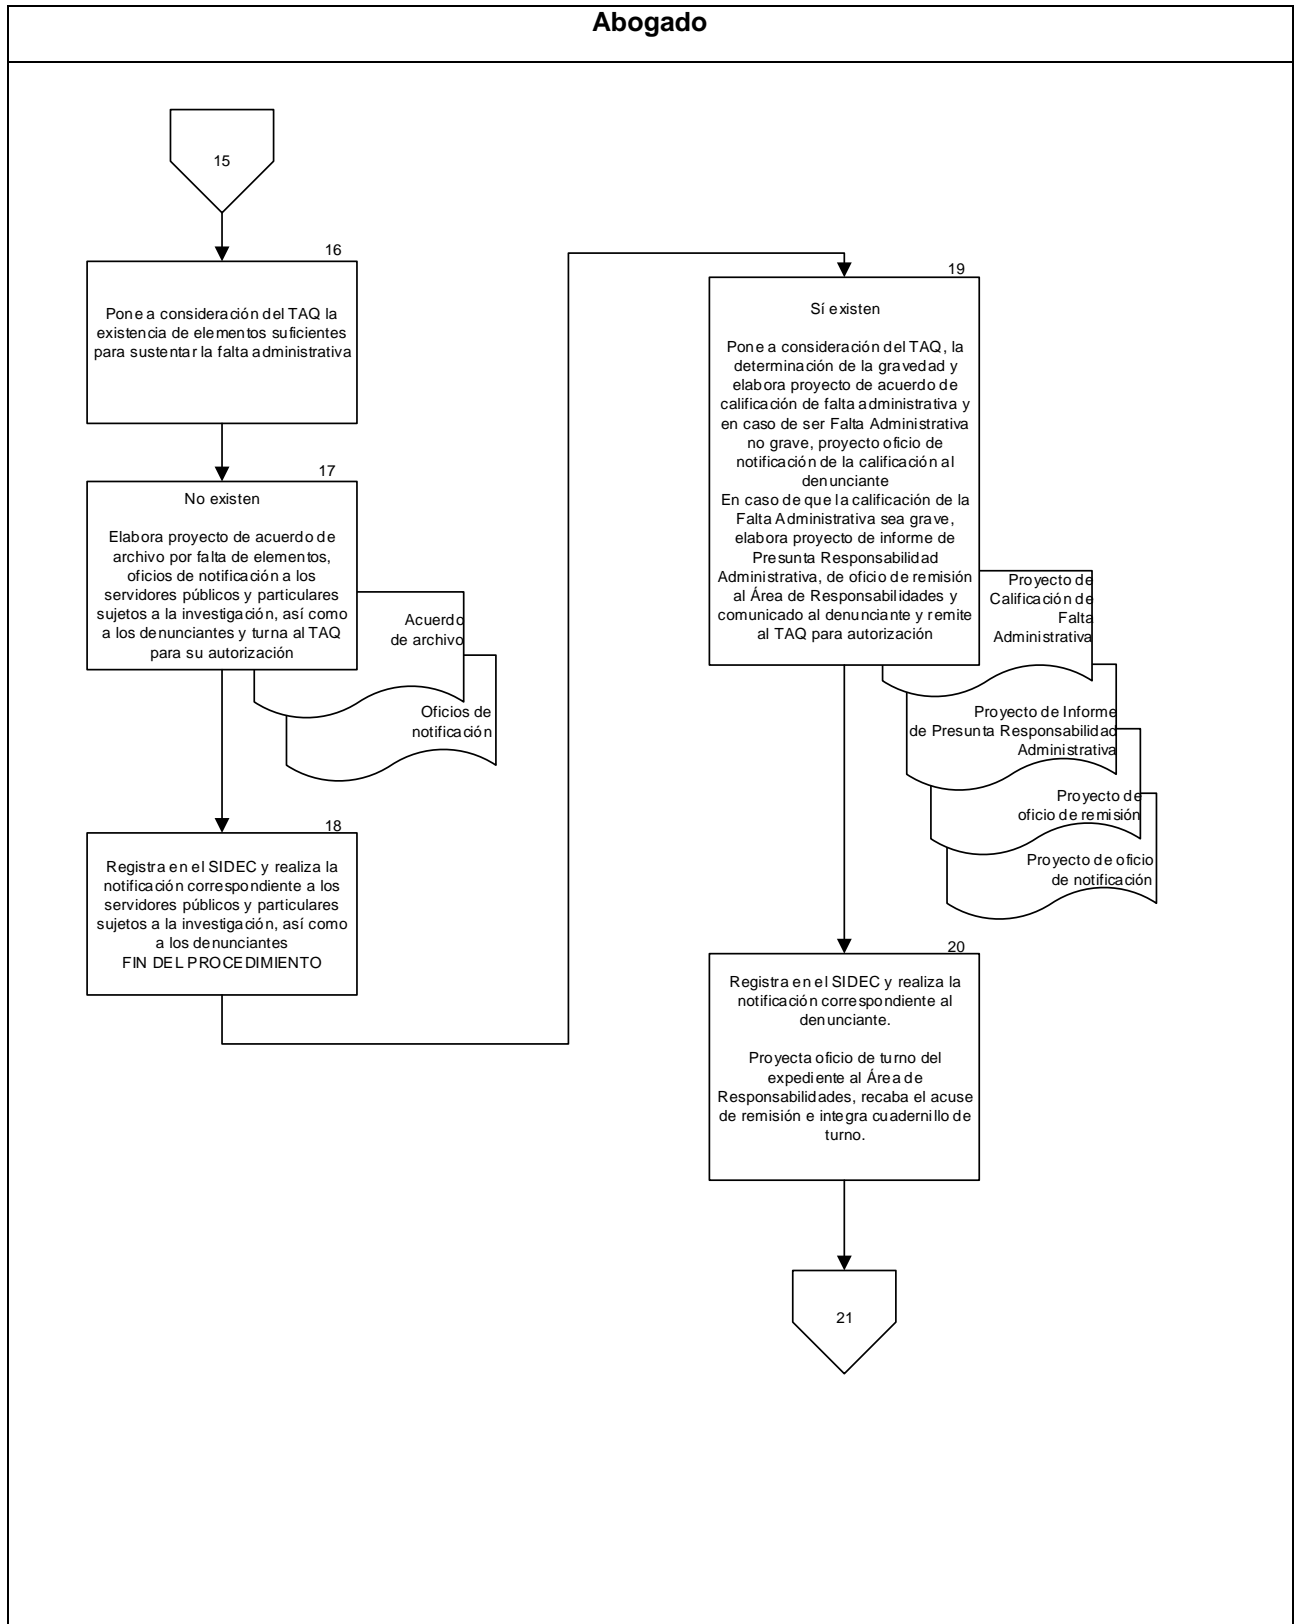 Abogado
15
16
Pone a consideración del TAQ la
existencia de elementos suficientes
para sustentar la falta administrativa
17
No existen
Elabora proyecto de acuerdo de
archivo por falta de elementos,
oficios de notificación a los
servidores públicos y particulares
sujetos a la investigación, así como
a los denunciantes y turna al TAQ
para su autorización
Acuerdo
de archivo
Oficios de
notificación
18
Registra en el SIDEC y realiza la
notificación correspondiente a los
servidores públicos y particulares
sujetos a la investigación, así como
a los denunciantes
FIN DEL PROCEDIMIENTO
19
Sí existen
Pone a consideración del TAQ, la
determinación de la gravedad y
elabora proyecto de acuerdo de
calificación de falta administrativa y
en caso de ser Falta Administrativa
no grave, proyecto oficio de
notificación de la calificación al
denunciante
En caso de que la calificación de la
Falta Administrativa sea grave,
elabora proyecto de informe de
Presunta Responsabilidad
Administrativa, de oficio de remisión
al Área de Responsabilidades y
comunicado al denunciante y remite
al TAQ para autorización
Proyecto de
Calificación de
Falta
Administrativa
Proyecto de Informe
de Presunta Responsabilidad
Administrativa
Proyecto de
oficio de remisión
Proyecto de oficio
de notificación
20
Registra en el SIDEC y realiza la
notificación correspondiente al
denunciante.
Proyecta oficio de turno del
expediente al Área de
Responsabilidades, recaba el acuse
de remisión e integra cuadernillo de
turno.
21